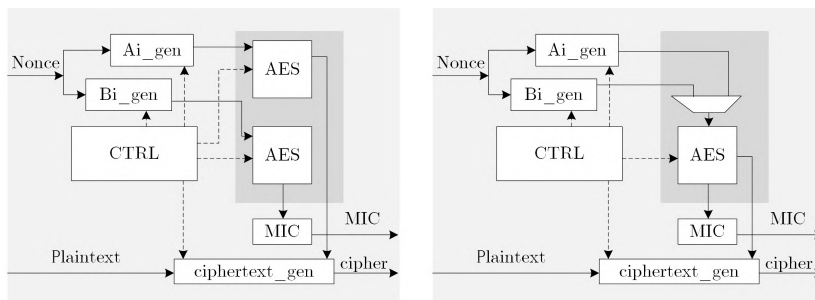 Nonce
Ai_gen
Bi_gen
AES
CTRL
AES
MIC
MIC
Plaintext
ciphertext_gen
cipher
Nonce
Ai_gen
Bi_gen
CTRL
AES
MIC
MIC
Plaintext
ciphertext_gen
cipher